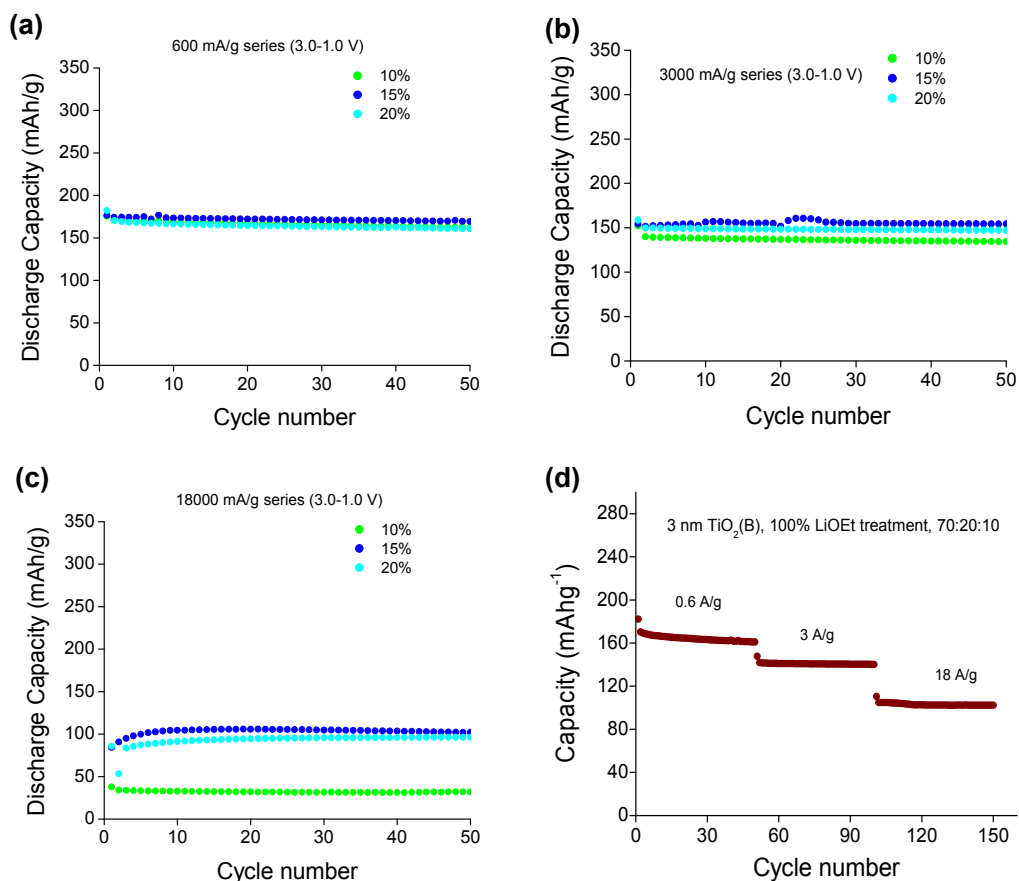 (a)
600 mA/g series (3.0-1.0 V)
10%
15%
20%
350
300
250
200
150
100
50
0
0 10 20 30 40 50
Discharge Capacity (mAh/g)
Cycle number
(b)
3000 mA/g series (3.0-1.0 V)
10%
15%
20%
350
300
250
200
150
100
50
0
0 10 20 30 40 50
Discharge Capacity (mAh/g)
Cycle number
(c)
18000 mA/g series (3.0-1.0 V)
10%
15%
20%
350
300
250
200
150
100
50
0
0 10 20 30 40 50
Discharge Capacity (mAh/g)
Cycle number
(d)
3 nm TiO₂(B), 100% LiOEt treatment, 70:20:10
0.6 A/g
3 A/g
18 A/g
280
240
200
160
120
80
40
0
0 30 60 90 120 150
Capacity (mAhg⁻¹)
Cycle number